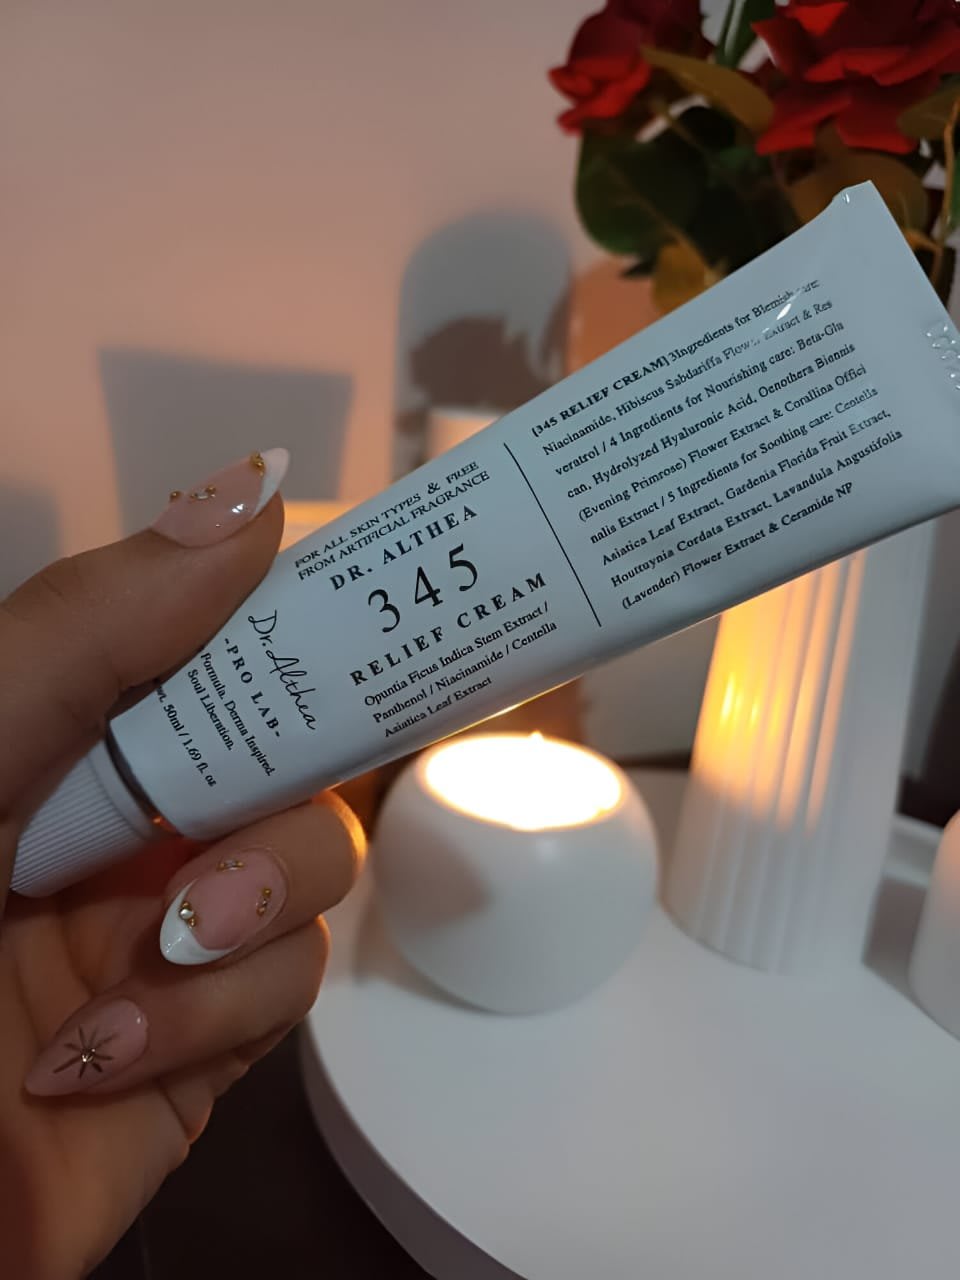 FOR ALL SKIN TYPES & FREE
FROM ARTIFICIAL FRAGRANCE
DR. ALTHEA
345
RELIEF CREAM
Opuntia Ficus Indica Stem Extract /
Panthenol / Niacinamide / Centella
Asiatica Leaf Extract
Dr. Althea
- PRO LAB -
Formula. Derma Inspired.
Soul Liberation.
50ml / 1.69 fl. oz
[345 RELIEF CREAM] 3Ingredients for Blemish care:
Niacinamide, Hibiscus Sabdariffa Flower Extract & Res
veratrol / 4 Ingredients for Nourishing care: Beta-Glu
can, Hydrolyzed Hyaluronic Acid, Oenothera Biennis
(Evening Primrose) Flower Extract & Corallina Offici
nalis Extract / 5 Ingredients for Soothing care: Centella
Asiatica Leaf Extract, Gardenia Florida Fruit Extract,
Houttuynia Cordata Extract, Lavandula Angustifolia
(Lavender) Flower Extract & Ceramide NP